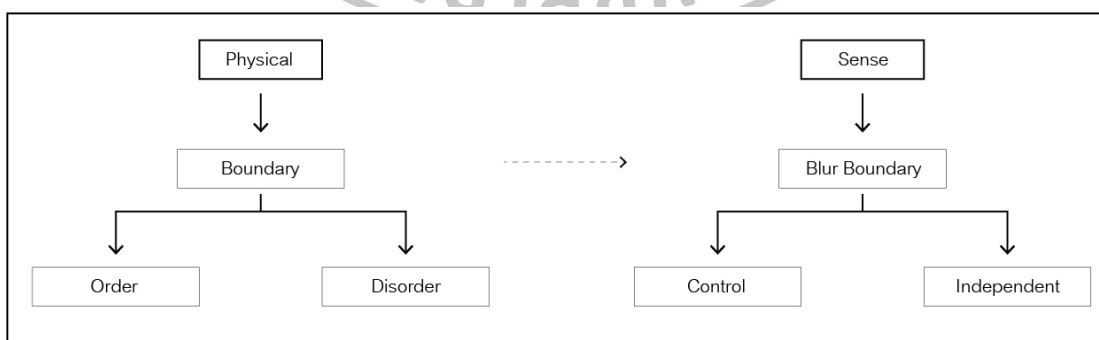 Physical
Sense
Boundary
Blur Boundary
Order
Disorder
Control
Independent